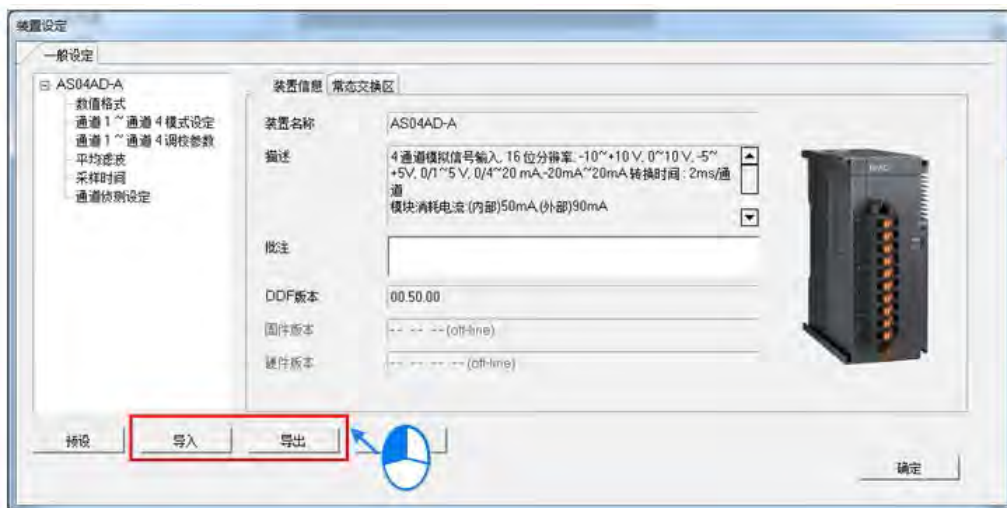 装置设定
一般设定
AS04AD-A
数值格式
通道 1 ~ 通道 4 模式设定
通道 1 ~ 通道 4 调校参数
平均滤波
采样时间
通道侦测设定
装置信息 常态交换区
装置名称 AS04AD-A
描述 4 通道模拟信号输入, 16 位分辨率, -10~+10 V, 0~10 V, -5~
+5V, 0/1~5 V, 0/4~20 mA,-20mA~20mA 转换时间 : 2ms/通
道
模块消耗电流:(内部)50mA,(外部)90mA
批注
DDF版本 00.50.00
固件版本 -- -- -- (off-line)
硬件版本 -- -- -- -- (off-line)
预设 导入 导出
确定